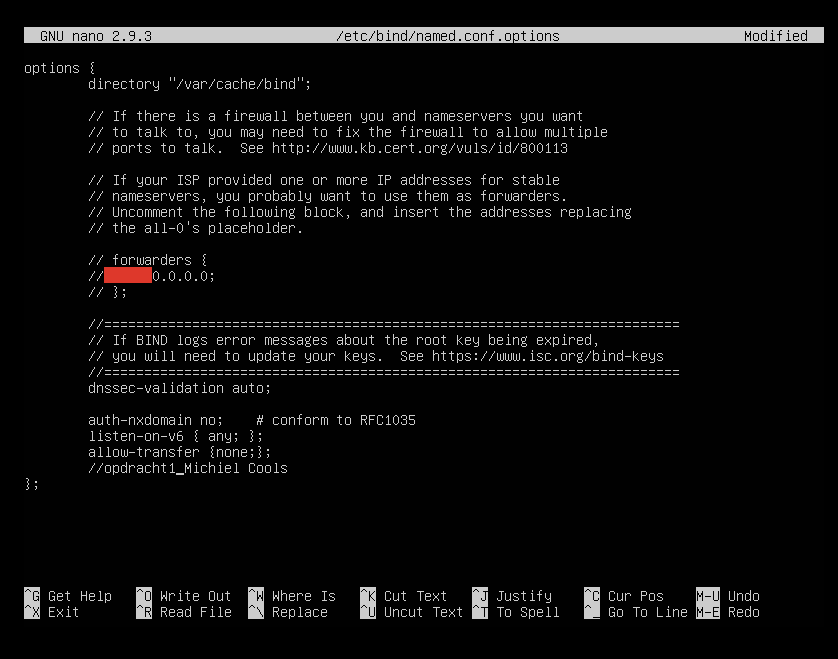 GNU nano 2.9.3 /etc/bind/named.conf.options Modified
options {
directory "/var/cache/bind";
// If there is a firewall between you and nameservers you want
// to talk to, you may need to fix the firewall to allow multiple
// ports to talk.  See http://www.kb.cert.org/vuls/id/800113
// If your ISP provided one or more IP addresses for stable
// nameservers, you probably want to use them as forwarders.
// Uncomment the following block, and insert the addresses replacing
// the all-0's placeholder.
// forwarders {
//      0.0.0.0;
// };
//========================================================================
// If BIND logs error messages about the root key being expired,
// you will need to update your keys.  See https://www.isc.org/bind-keys
//========================================================================
dnssec-validation auto;
auth-nxdomain no;    # conform to RFC1035
listen-on-v6 { any; };
allow-transfer {none;};
//opdracht1_Michiel Cools
};
^G Get Help ^O Write Out ^W Where Is ^K Cut Text ^J Justify ^C Cur Pos M-U Undo
^X Exit ^R Read File ^\ Replace ^U Uncut Text ^T To Spell ^_ Go To Line M-E Redo